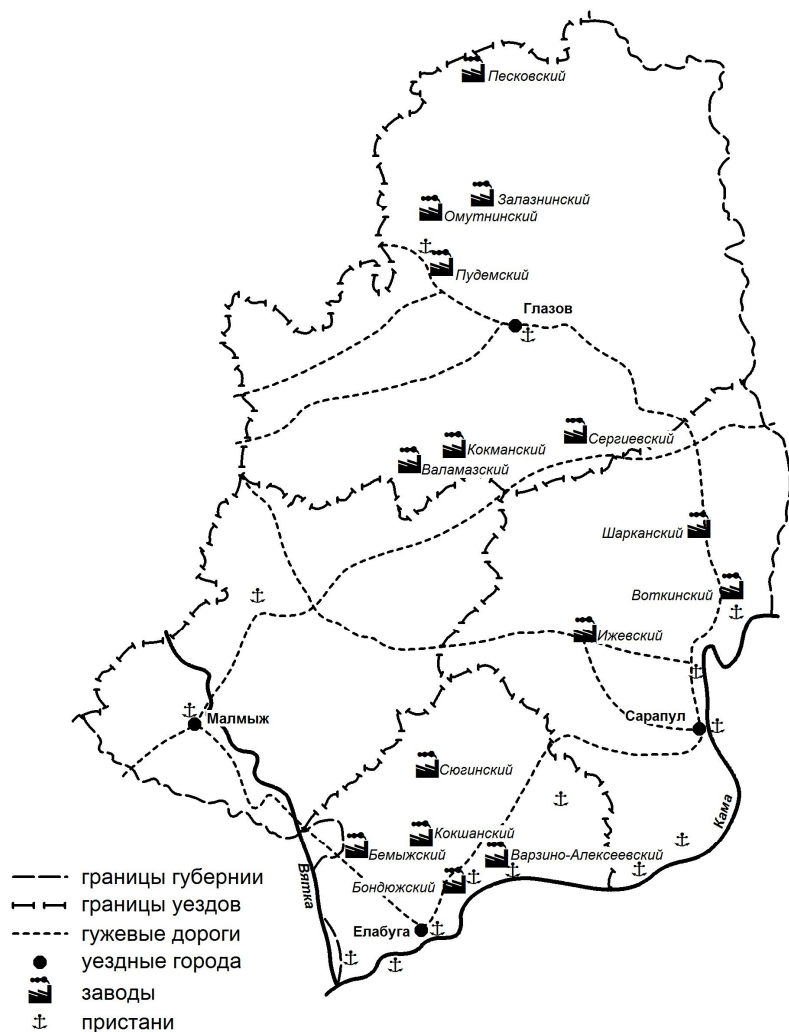 Песковский
Залазнинский
Омутнинский
Пудемский
Глазов
Сергиевский
Кокманский
Валамазский
Шарканский
Воткинский
Ижевский
Малмыж
Сарапул
Сюгинский
Кама
Кокшанский
Бемыжский
Варзино-Алексеевский
Бондюжский
Вятка
Елабуга
границы губернии
границы уездов
гужевые дороги
уездные города
заводы
пристани